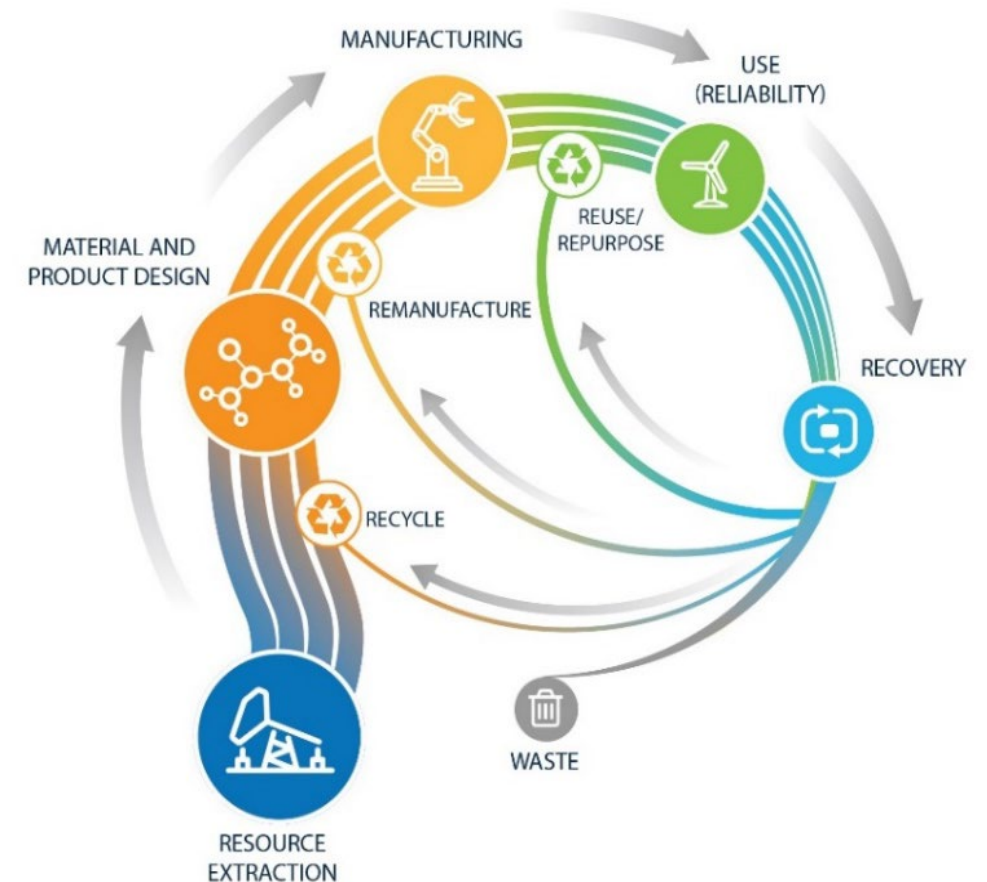 MANUFACTURING
USE
(RELIABILITY)
REUSE/
REPURPOSE
MATERIAL AND
PRODUCT DESIGN
REMANUFACTURE
RECOVERY
RECYCLE
WASTE
RESOURCE
EXTRACTION